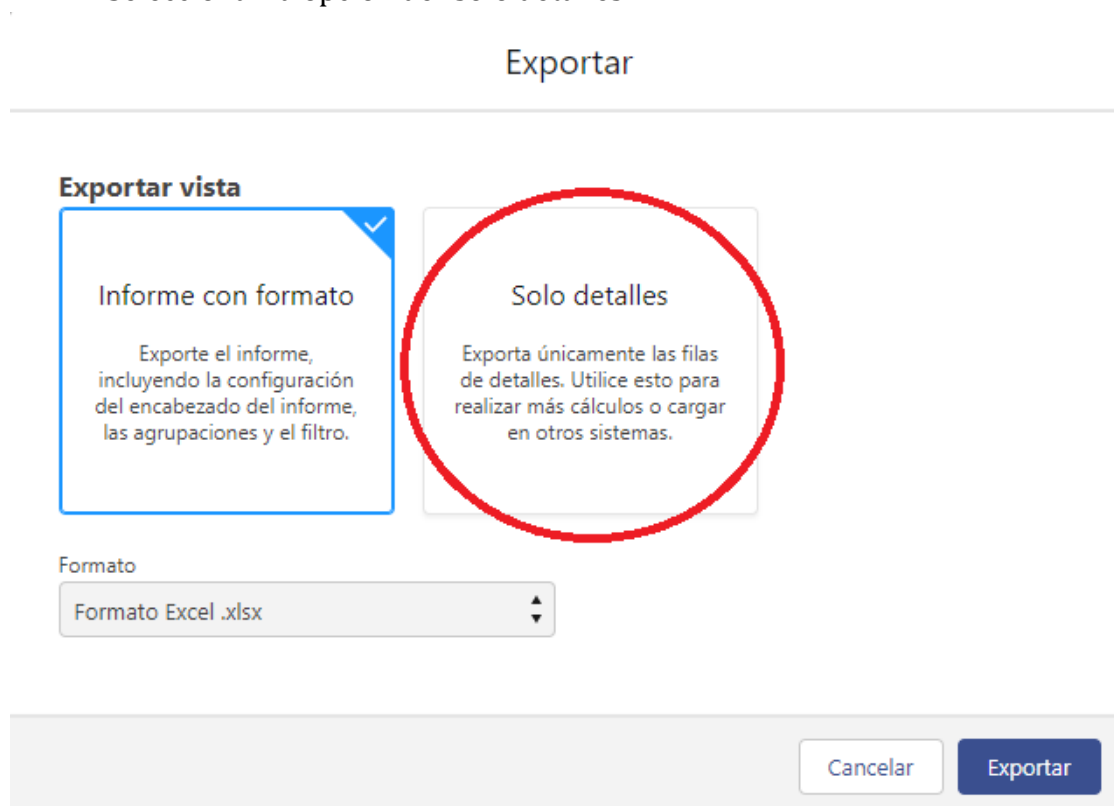 Exportar
Exportar vista
Informe con formato
Exporte el informe,
incluyendo la configuración
del encabezado del informe,
las agrupaciones y el filtro.
Solo detalles
Exporta únicamente las filas
de detalles. Utilice esto para
realizar más cálculos o cargar
en otros sistemas.
Formato
Formato Excel .xlsx
Cancelar
Exportar